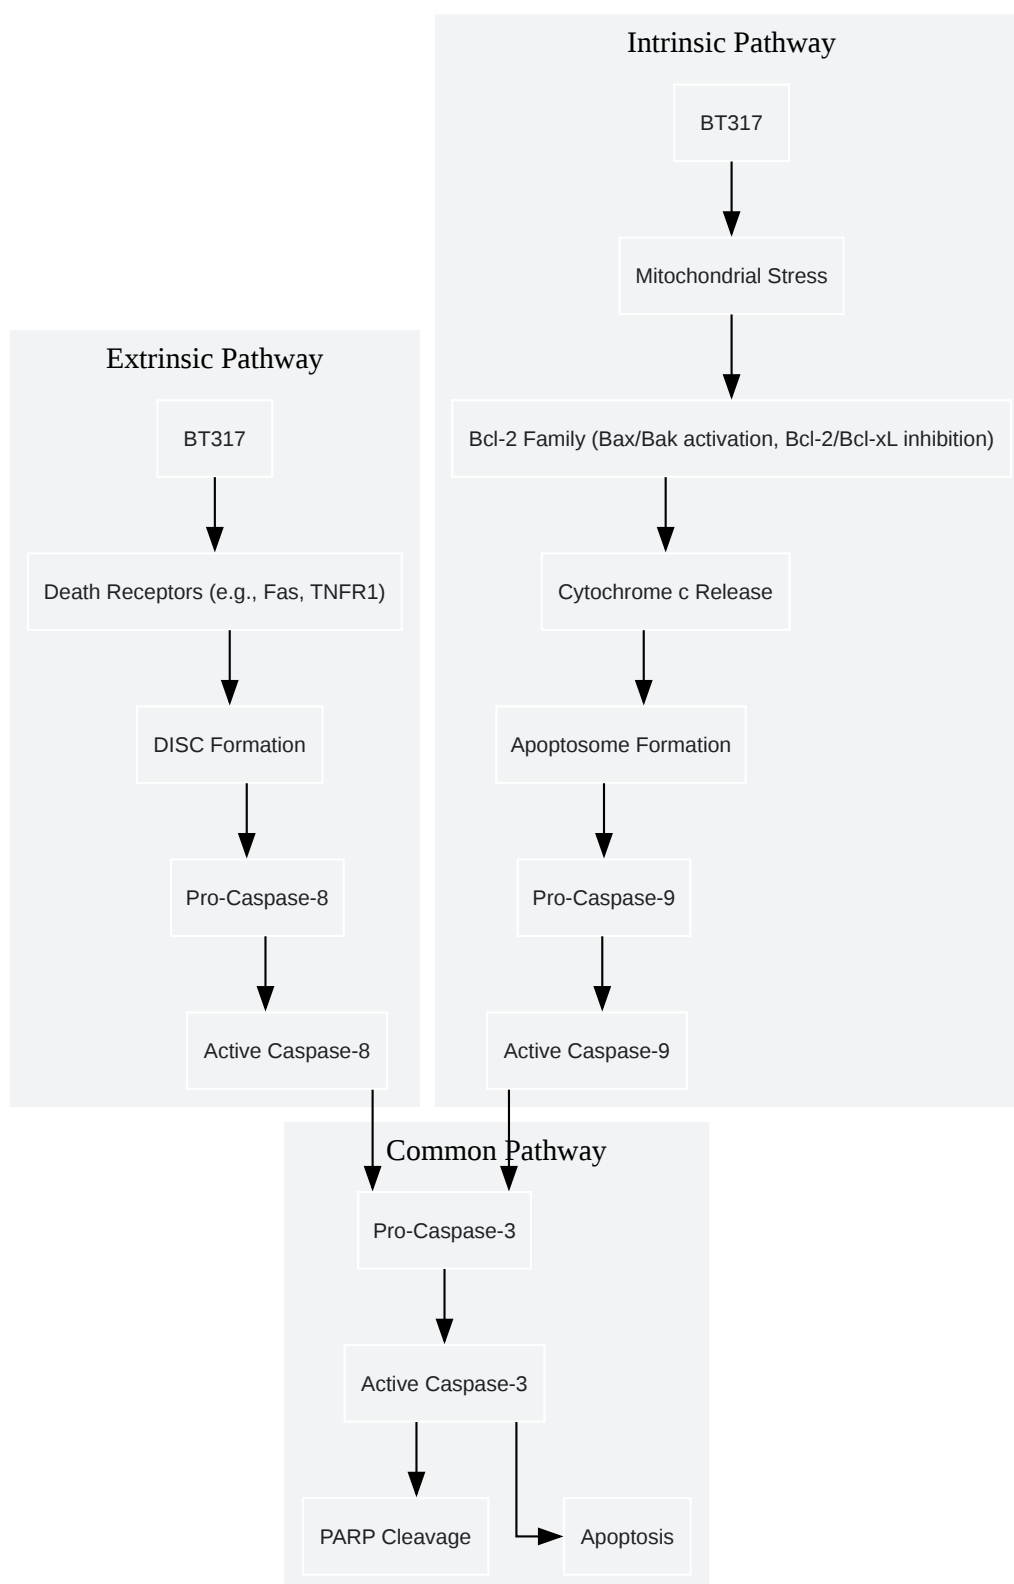 Intrinsic Pathway
BT317
Mitochondrial Stress
Bcl-2 Family (Bax/Bak activation, Bcl-2/Bcl-xL inhibition)
Cytochrome c Release
Apoptosome Formation
Pro-Caspase-9
Active Caspase-9
Extrinsic Pathway
BT317
Death Receptors (e.g., Fas, TNFR1)
DISC Formation
Pro-Caspase-8
Active Caspase-8
Common Pathway
Pro-Caspase-3
Active Caspase-3
PARP Cleavage
Apoptosis